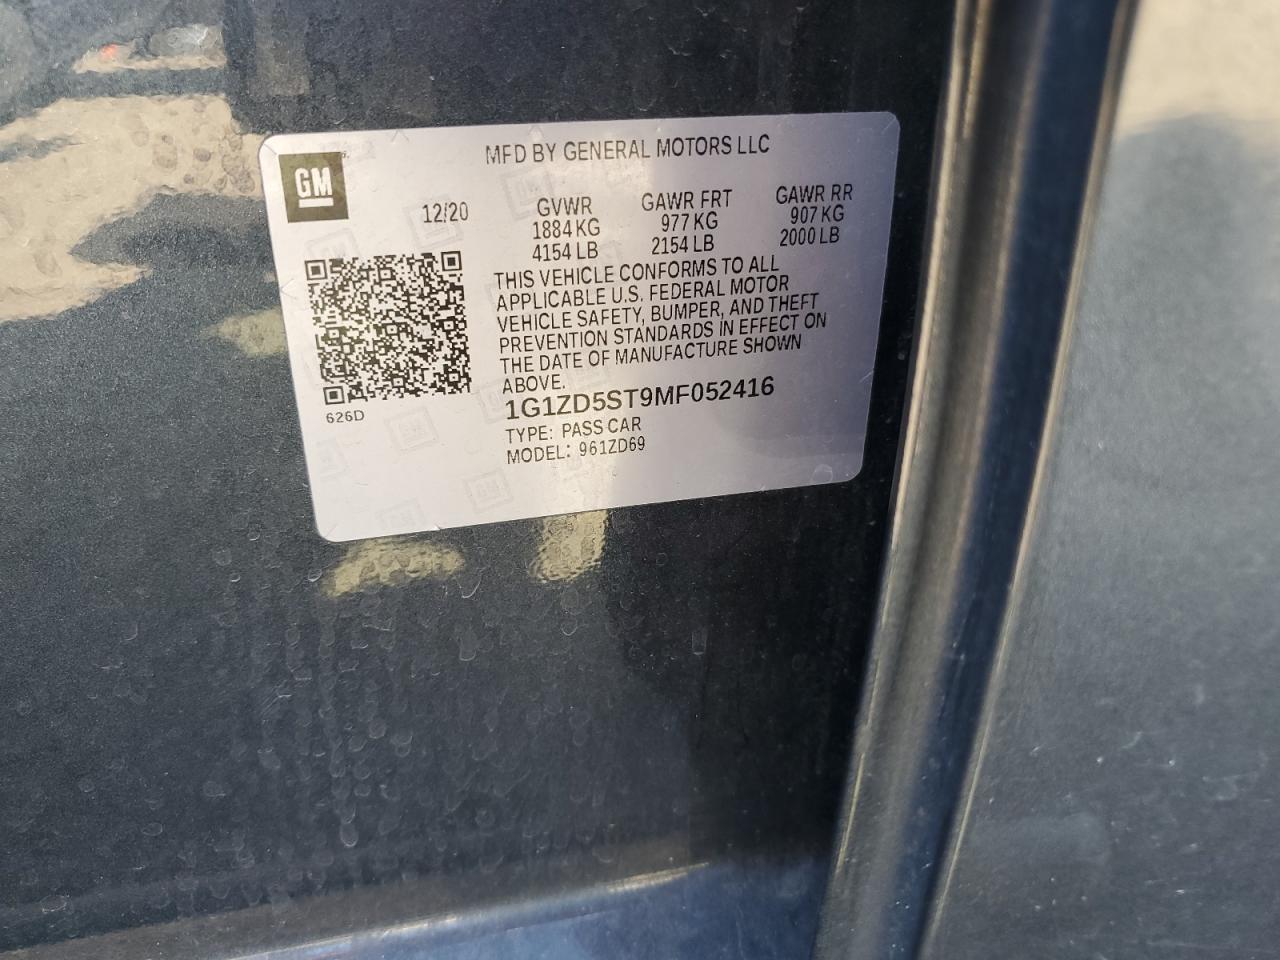 MFD BY GENERAL MOTORS LLC
GM
12/20
GVWR
1884 KG
4154 LB
GAWR FRT
977 KG
2154 LB
GAWR RR
907 KG
2000 LB
THIS VEHICLE CONFORMS TO ALL
APPLICABLE U.S. FEDERAL MOTOR
VEHICLE SAFETY, BUMPER, AND THEFT
PREVENTION STANDARDS IN EFFECT ON
THE DATE OF MANUFACTURE SHOWN
ABOVE.
626D
1G1ZD5ST9MF052416
TYPE: PASS CAR
MODEL: 961ZD69